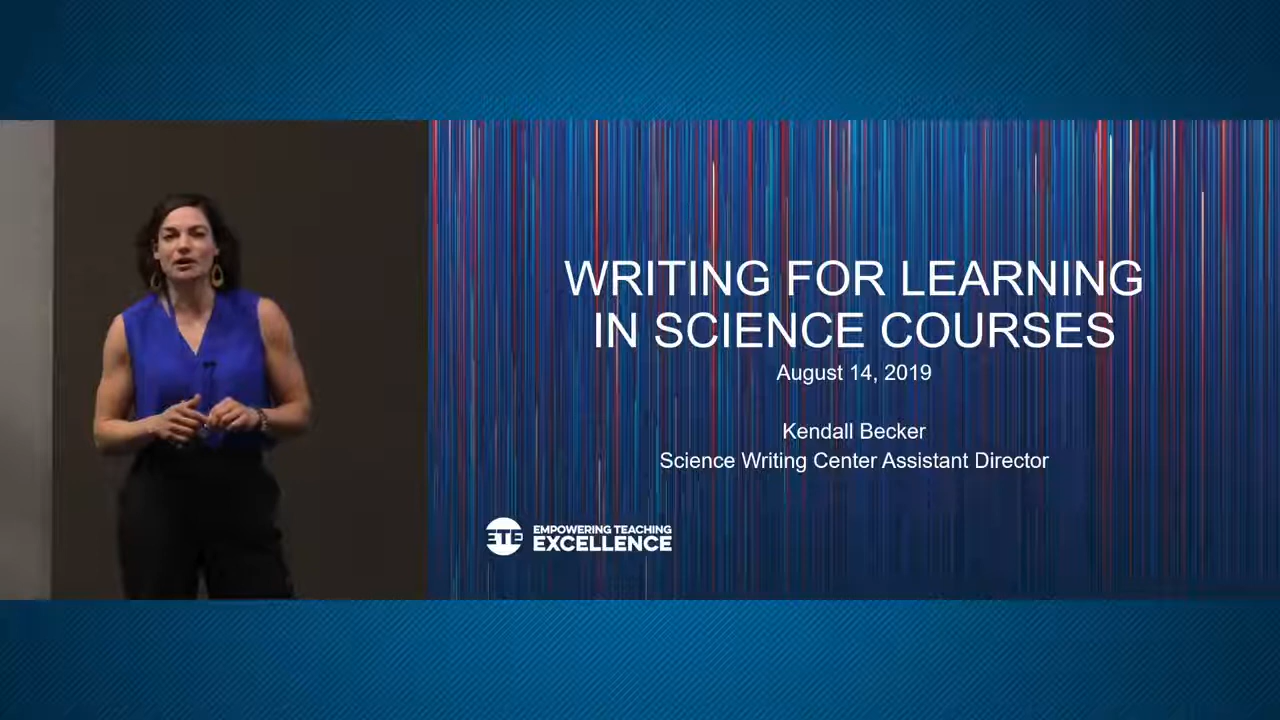 WRITING FOR LEARNING
IN SCIENCE COURSES
August 14, 2019
Kendall Becker
Science Writing Center Assistant Director
ETE
EMPOWERING TEACHING
EXCELLENCE